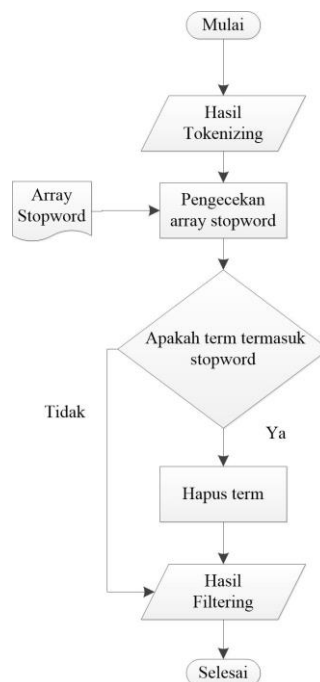 Mulai
Hasil
Tokenizing
Array
Stopword
Pengecekan
array stopword
Apakah term termasuk
stopword
Tidak
Ya
Hapus term
Hasil
Filtering
Selesai